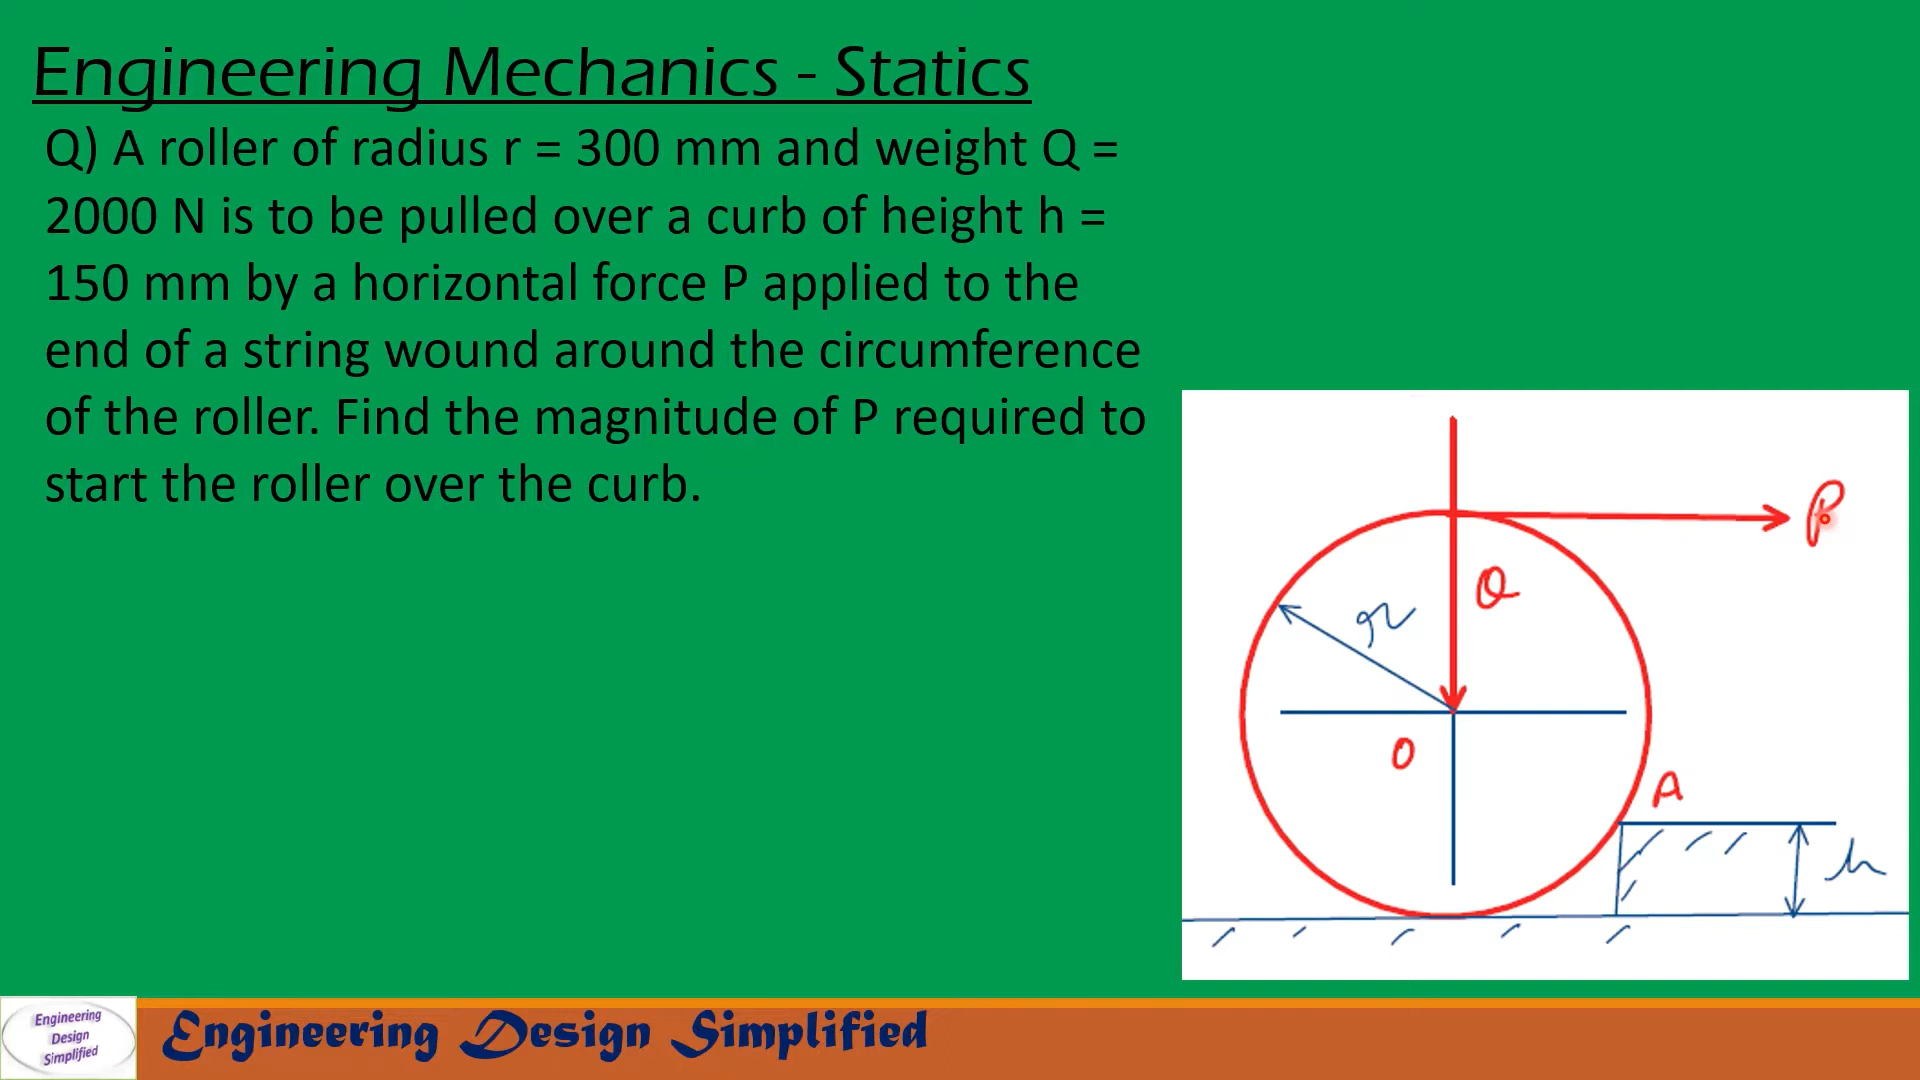 Engineering Mechanics - Statics
Q) A roller of radius r = 300 mm and weight Q =
2000 N is to be pulled over a curb of height h =
150 mm by a horizontal force P applied to the
end of a string wound around the circumference
of the roller. Find the magnitude of P required to
start the roller over the curb.
P
Q
r
O
A
h
Engineering
Design
Simplified
Engineering Design Simplified